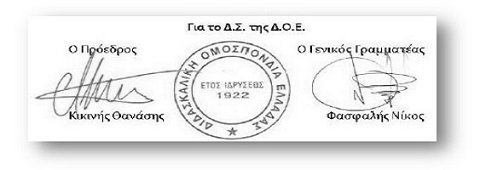 Για το Δ.Σ. της Δ.Ο.Ε.
Ο Πρόεδρος
Ο Γενικός Γραμματέας
ΔΙΔΑΣΚΑΛΙΚΗ ΟΜΟΣΠΟΝΔΙΑ ΕΛΛΑΔΑΣ
ΕΤΟΣ ΙΔΡΥΣΕΩΣ
1922
Κικινής Θανάσης
Φασφαλής Νίκος